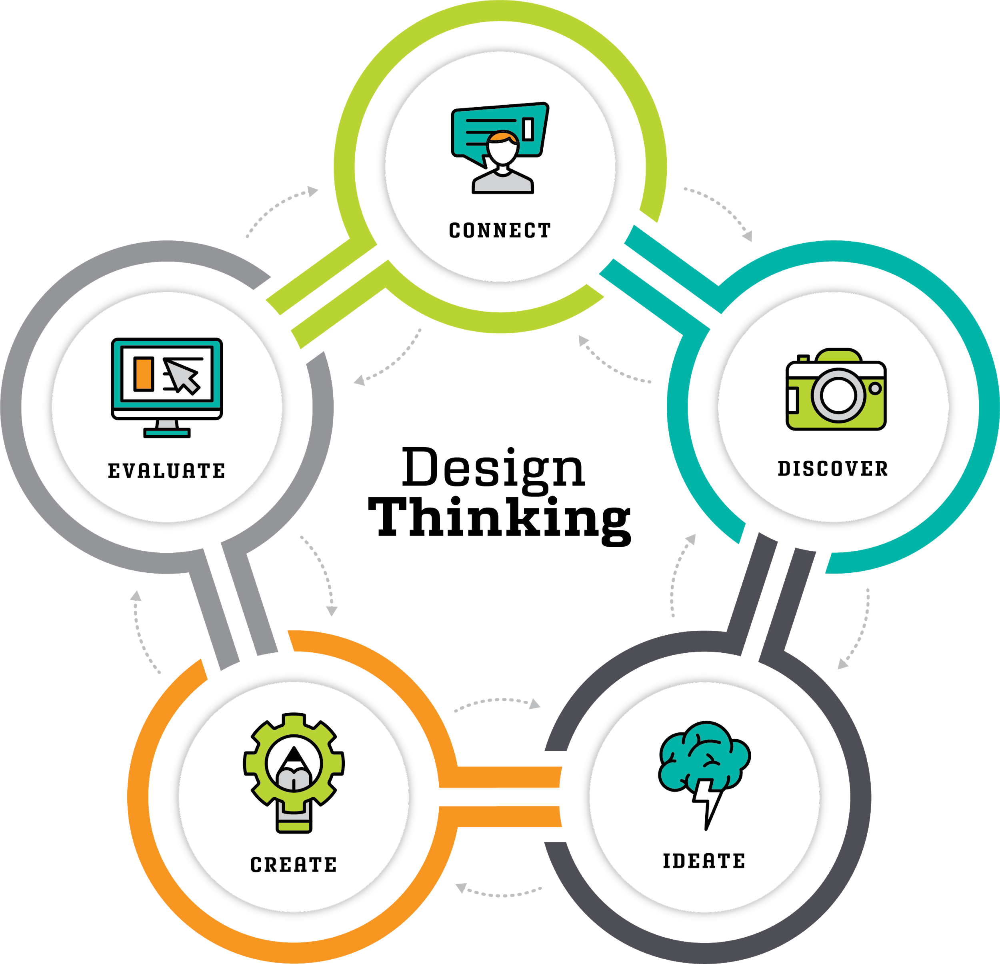 CONNECT
EVALUATE
DISCOVER
Design
Thinking
CREATE
IDEATE